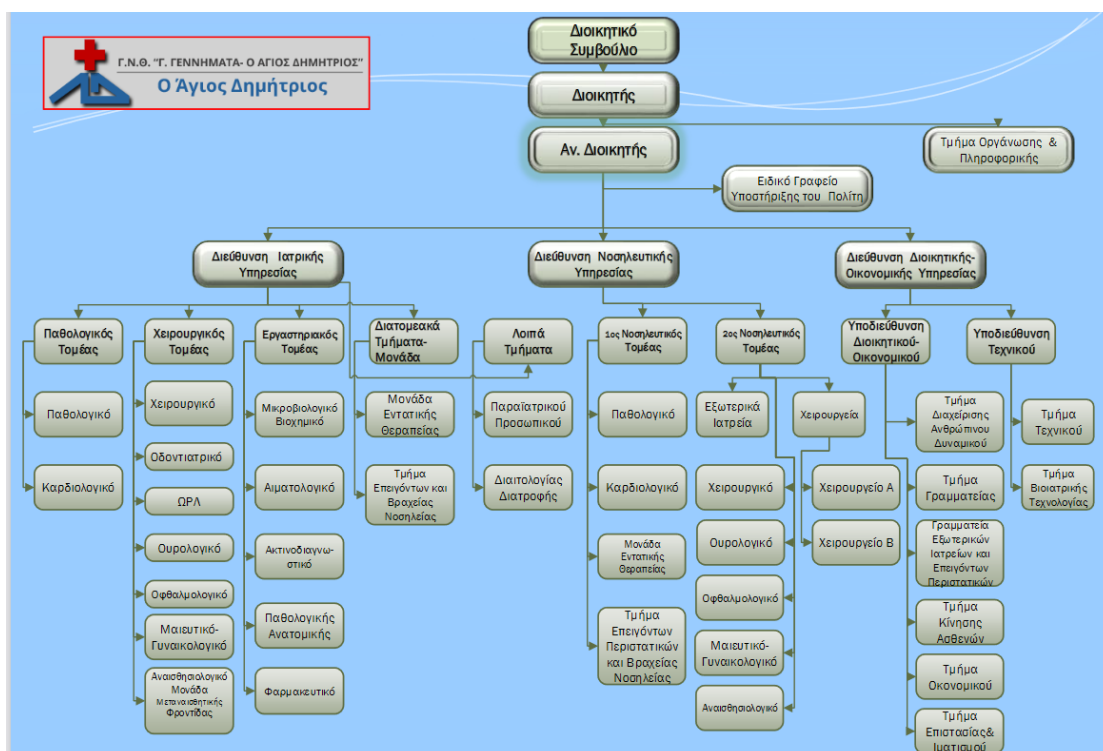 Γ.Ν.Θ. "Γ. ΓΕΝΝΗΜΑΤΑ- Ο ΑΓΙΟΣ ΔΗΜΗΤΡΙΟΣ"
Ο Άγιος Δημήτριος
Διοικητικό
Συμβούλιο
Διοικητής
Αν. Διοικητής
Τμήμα Οργάνωσης &
Πληροφορικής
Ειδικό Γραφείο
Υποστήριξης του Πολίτη
Διεύθυνση Ιατρικής
Υπηρεσίας
Διεύθυνση Νοσηλευτικής
Υπηρεσίας
Διεύθυνση Διοικητικής-
Οικονομικής Υπηρεσίας
Παθολογικός
Τομέας
Χειρουργικός
Τομέας
Εργαστηριακός
Τομέας
Διατομεακά
Τμήματα-
Μονάδα
Λοιπά
Τμήματα
1ος Νοσηλευτικός
Τομέας
2ος Νοσηλευτικός
Τομέας
Υποδιεύθυνση
Διοικητικού-
Οικονομικού
Υποδιεύθυνση
Τεχνικού
Παθολογικό
Καρδιολογικό
Χειρουργικό
Οδοντιατρικό
ΩΡΛ
Ουρολογικό
Οφθαλμολογικό
Μαιευτικό-
Γυναικολογικό
Αναισθησιολογικό
Μονάδα
Μεταναισθητικής
Φροντίδας
Μικροβιολογικό
Βιοχημικό
Αιματολογικό
Ακτινοδιαγνω-
στικό
Παθολογικής
Ανατομικής
Φαρμακευτικό
Μονάδα
Εντατικής
Θεραπείας
Τμήμα
Επειγόντων και
Βραχείας
Νοσηλείας
Παραϊατρικού
Προσωπικού
Διαιτολογίας
Διατροφής
Παθολογικό
Καρδιολογικό
Μονάδα
Εντατικής
Θεραπείας
Τμήμα
Επειγόντων
Περιστατικών
και Βραχείας
Νοσηλείας
Εξωτερικά
Ιατρεία
Χειρουργεία
Χειρουργικό
Ουρολογικό
Οφθαλμολογικό
Μαιευτικό-
Γυναικολογικό
Αναισθησιολογικό
Χειρουργείο Α
Χειρουργείο Β
Τμήμα
Διαχείρισης
Ανθρώπινου
Δυναμικού
Τμήμα
Γραμματείας
Γραμματεία
Εξωτερικών
Ιατρείων και
Επειγόντων
Περιστατικών
Τμήμα
Κίνησης
Ασθενών
Τμήμα
Οκονομικού
Τμήμα
Επιστασίας&
Ιματισμού
Τμήμα
Τεχνικού
Τμήμα
Βιοιατρικής
Τεχνολογίας